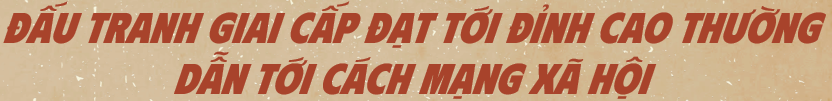 ĐẤU TRANH GIAI CẤP ĐẠT TỚI ĐỈNH CAO THƯỜNG
DẪN TỚI CÁCH MẠNG XÃ HỘI